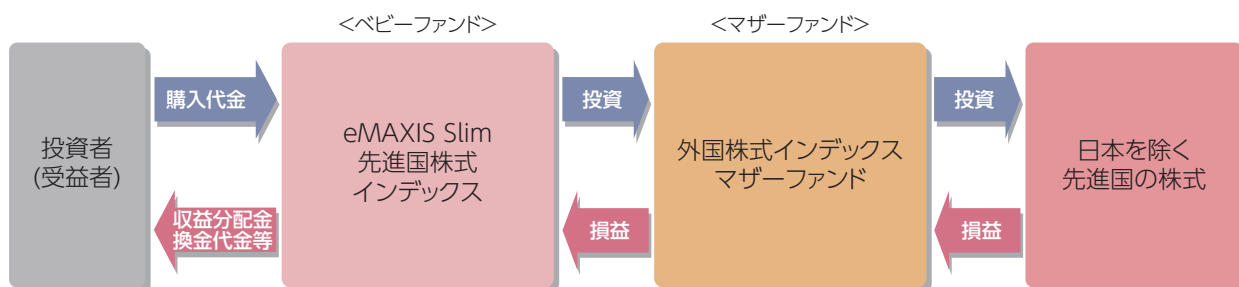 <ベビーファンド>
<マザーファンド>
投資者
(受益者)
購入代金
収益分配金
換金代金等
eMAXIS Slim
先進国株式
インデックス
投資
損益
外国株式インデックス
マザーファンド
投資
損益
日本を除く
先進国の株式